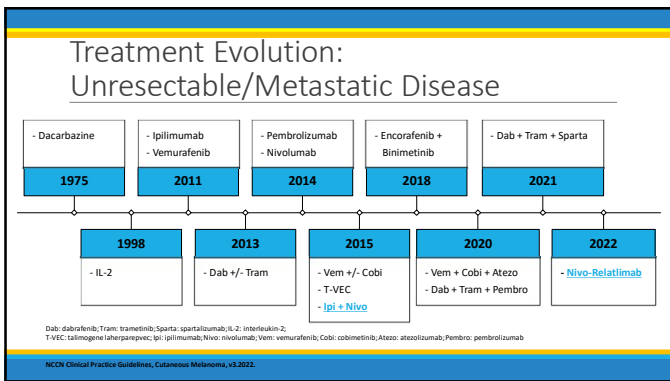 Treatment Evolution:
Unresectable/Metastatic Disease
- Dacarbazine
1975
- Ipilimumab
- Vemurafenib
2011
- Pembrolizumab
- Nivolumab
2014
- Encorafenib +
Binimetinib
2018
- Dab + Tram + Sparta
2021
1998
- IL-2
2013
- Dab +/- Tram
2015
- Vem +/- Cobi
- T-VEC
- Ipi + Nivo
2020
- Vem + Cobi + Atezo
- Dab + Tram + Pembro
2022
- Nivo-Relatlimab
Dab: dabrafenib; Tram: trametinib; Sparta: spartalizumab; IL-2: interleukin-2;
T-VEC: talimogene laherparepvec; Ipi: ipilimumab; Nivo: nivolumab; Vem: vemurafenib; Cobi: cobimetinib; Atezo: atezolizumab; Pembro: pembrolizumab
NCCN Clinical Practice Guidelines, Cutaneous Melanoma, v3.2022.